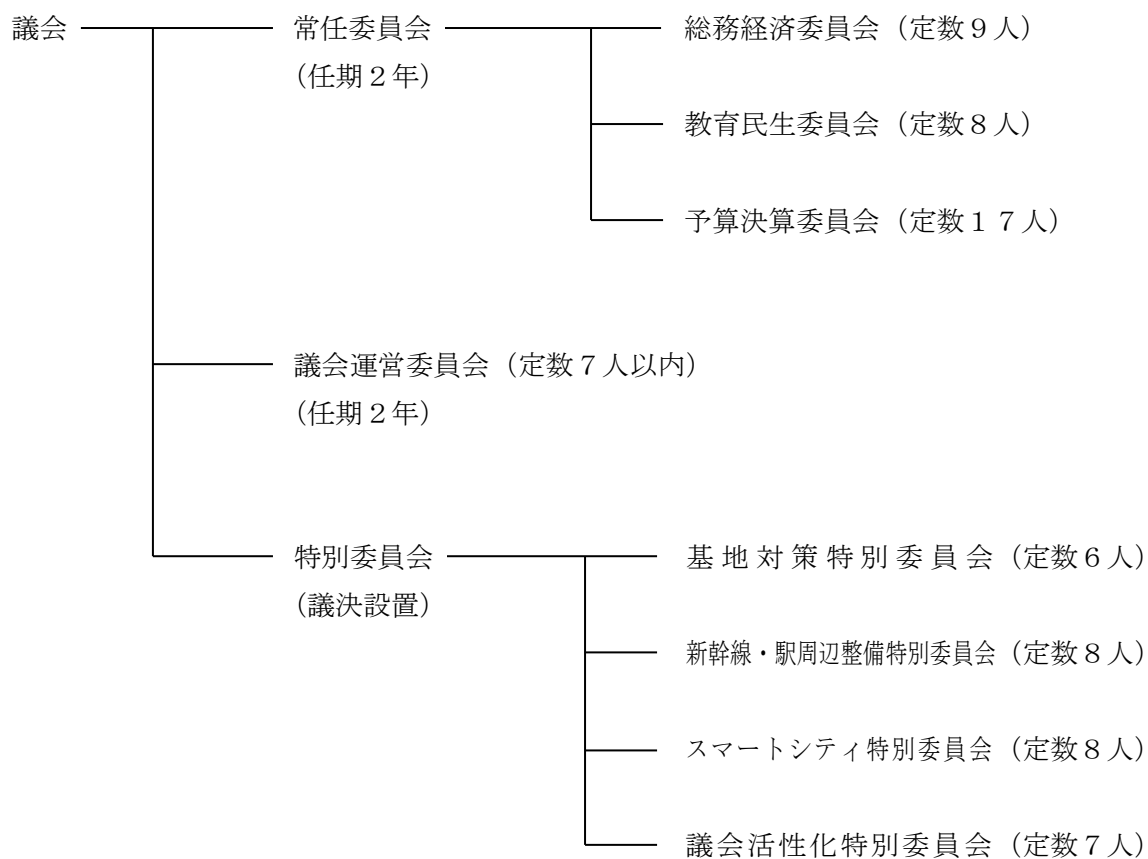 議会 常任委員会 総務経済委員会（定数９人）
（任期２年）
教育民生委員会（定数８人）
予算決算委員会（定数１７人）
議会運営委員会（定数７人以内）
（任期２年）
特別委員会 基地対策特別委員会（定数６人）
（議決設置）
新幹線・駅周辺整備特別委員会（定数８人）
スマートシティ特別委員会（定数８人）
議会活性化特別委員会（定数７人）